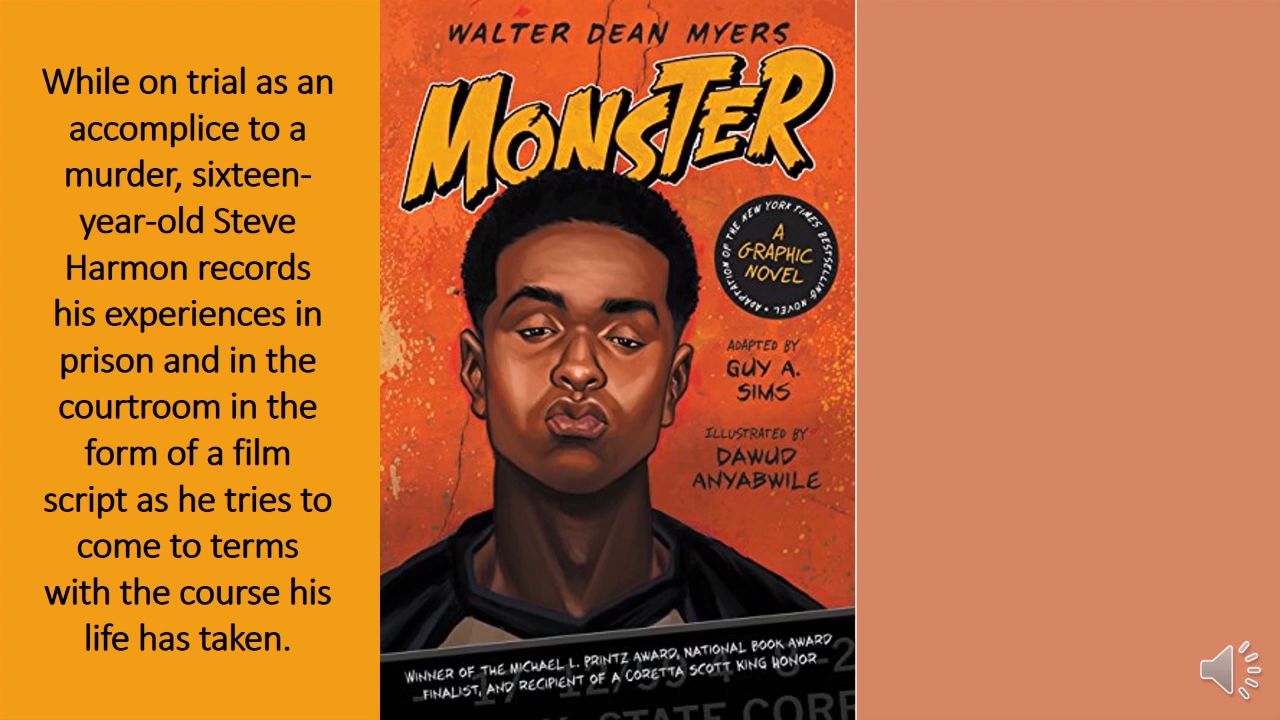 While on trial as an
accomplice to a
murder, sixteen-
year-old Steve
Harmon records
his experiences in
prison and in the
courtroom in the
form of a film
script as he tries to
come to terms
with the course his
life has taken.
WALTER DEAN MYERS
MONSTER
ADAPTATION OF THE NEW YORK TIMES BESTSELLING NOVEL •
A
GRAPHIC
NOVEL
ADAPTED BY
GUY A.
SIMS
ILLUSTRATED BY
DAWUD
ANYABWILE
WINNER OF THE MICHAEL L. PRINTZ AWARD, NATIONAL BOOK AWARD
FINALIST, AND RECIPIENT OF A CORETTA SCOTT KING HONOR
STATE CORR